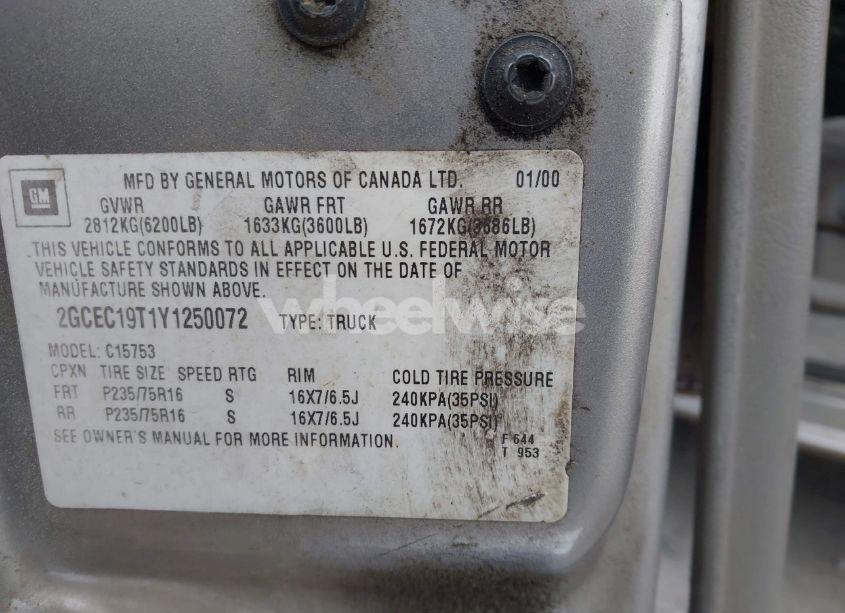 GM
MFD BY GENERAL MOTORS OF CANADA LTD. 01/00
GVWR GAWR FRT GAWR RR
2812KG(6200LB) 1633KG(3600LB) 1672KG(3686LB)
THIS VEHICLE CONFORMS TO ALL APPLICABLE U.S. FEDERAL MOTOR
VEHICLE SAFETY STANDARDS IN EFFECT ON THE DATE OF
MANUFACTURE SHOWN ABOVE.
wheelwise
2GCEC19T1Y1250072 TYPE: TRUCK
MODEL: C15753
CPXN TIRE SIZE SPEED RTG RIM COLD TIRE PRESSURE
FRT P235/75R16 S 16X7/6.5J 240KPA(35PSI)
RR P235/75R16 S 16X7/6.5J 240KPA(35PSI)
SEE OWNER'S MANUAL FOR MORE INFORMATION.
F 644
T 953